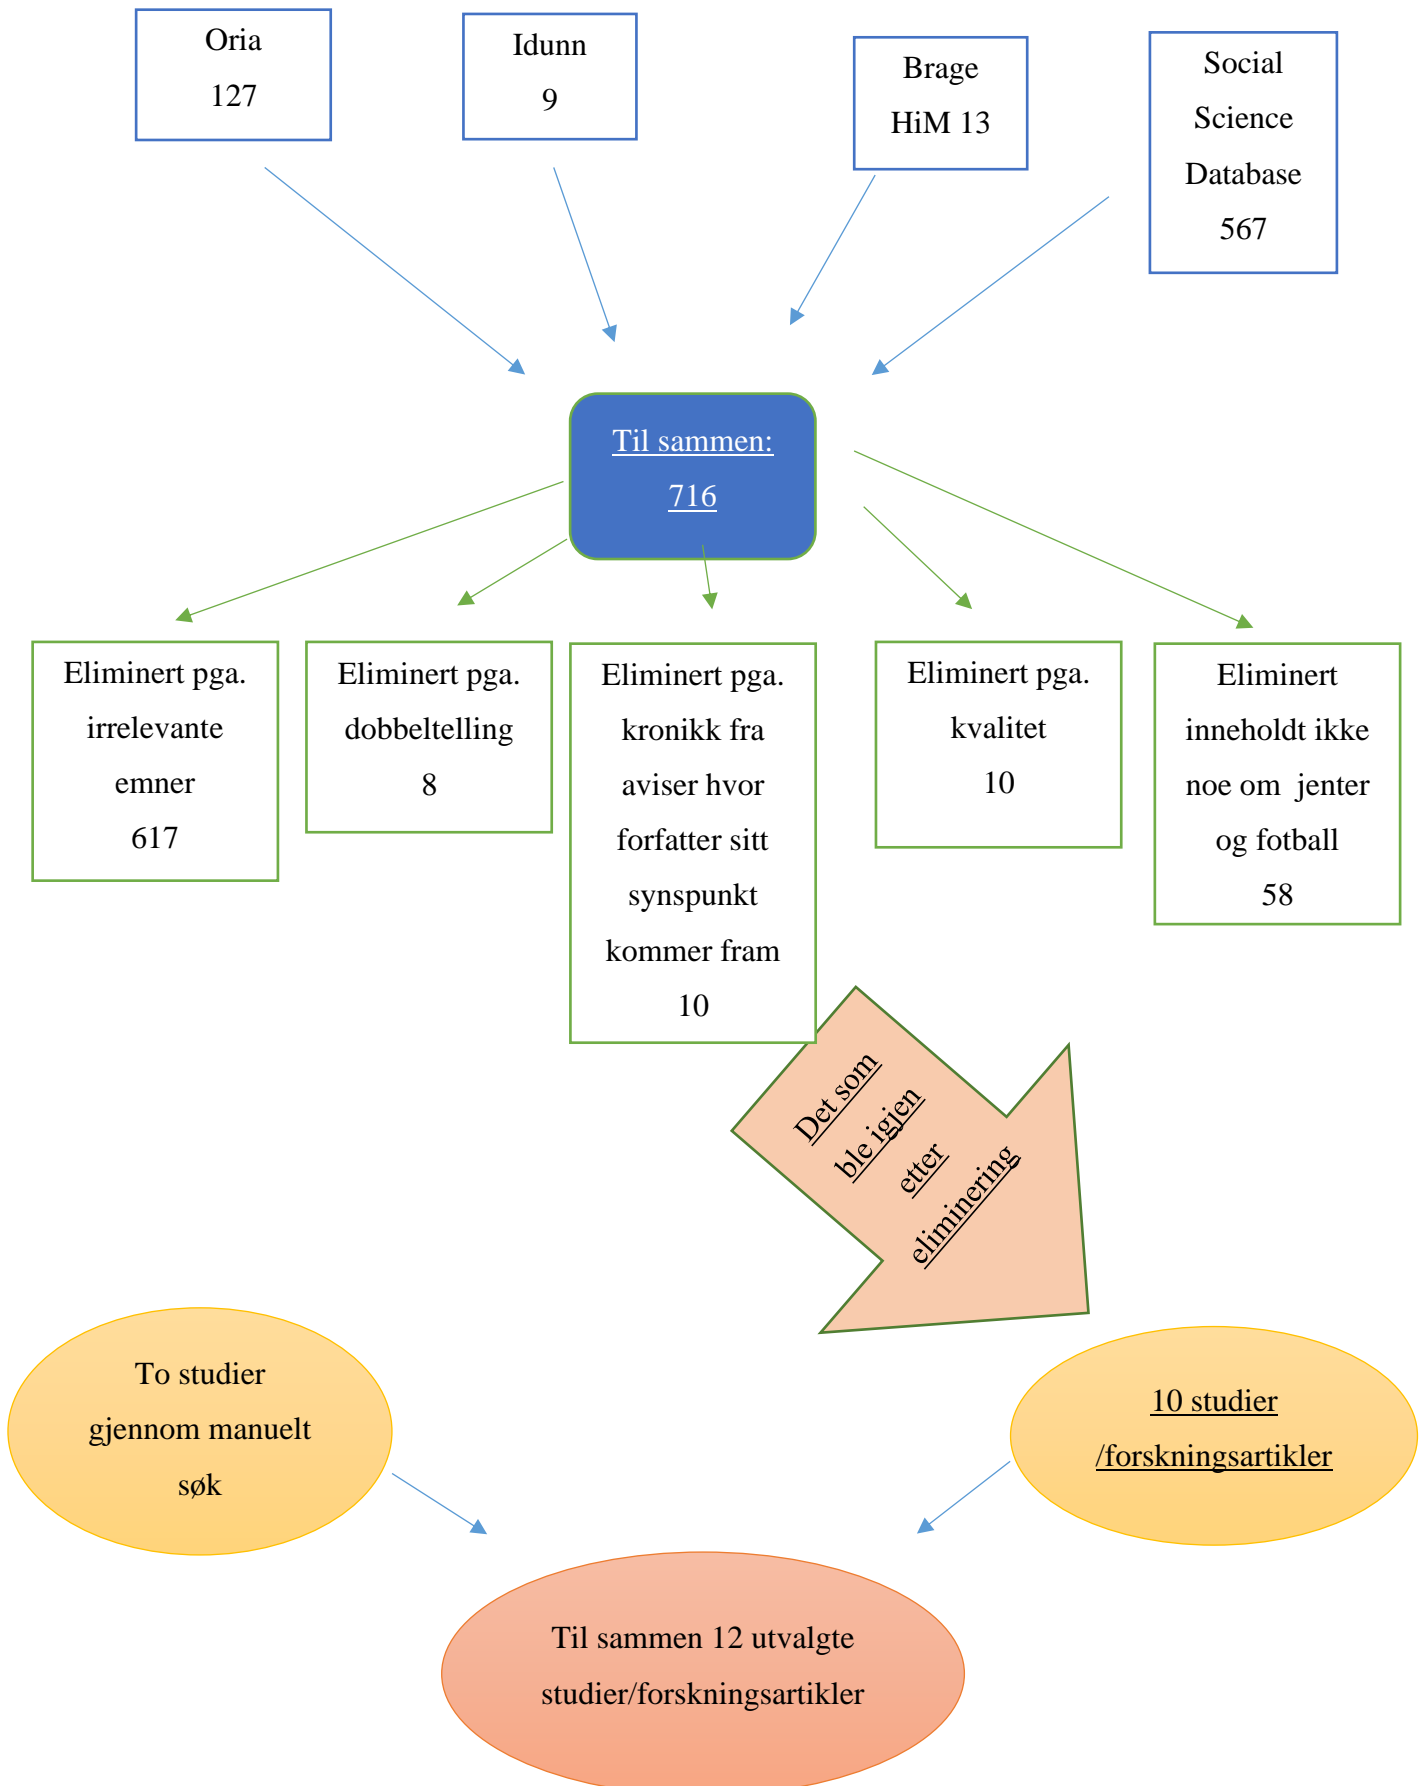 Oria
127
Idunn
9
Brage
HiM 13
Social
Science
Database
567
Til sammen:
716
Eliminert pga.
irrelevante
emner
617
Eliminert pga.
dobbeltelling
8
Eliminert pga.
kronikk fra
aviser hvor
forfatter sitt
synspunkt
kommer fram
10
Eliminert pga.
kvalitet
10
Eliminert
inneholdt ikke
noe om jenter
og fotball
58
Det som
ble igjen
etter
eliminering
To studier
gjennom manuelt
søk
10 studier
/forskningsartikler
Til sammen 12 utvalgte
studier/forskningsartikler